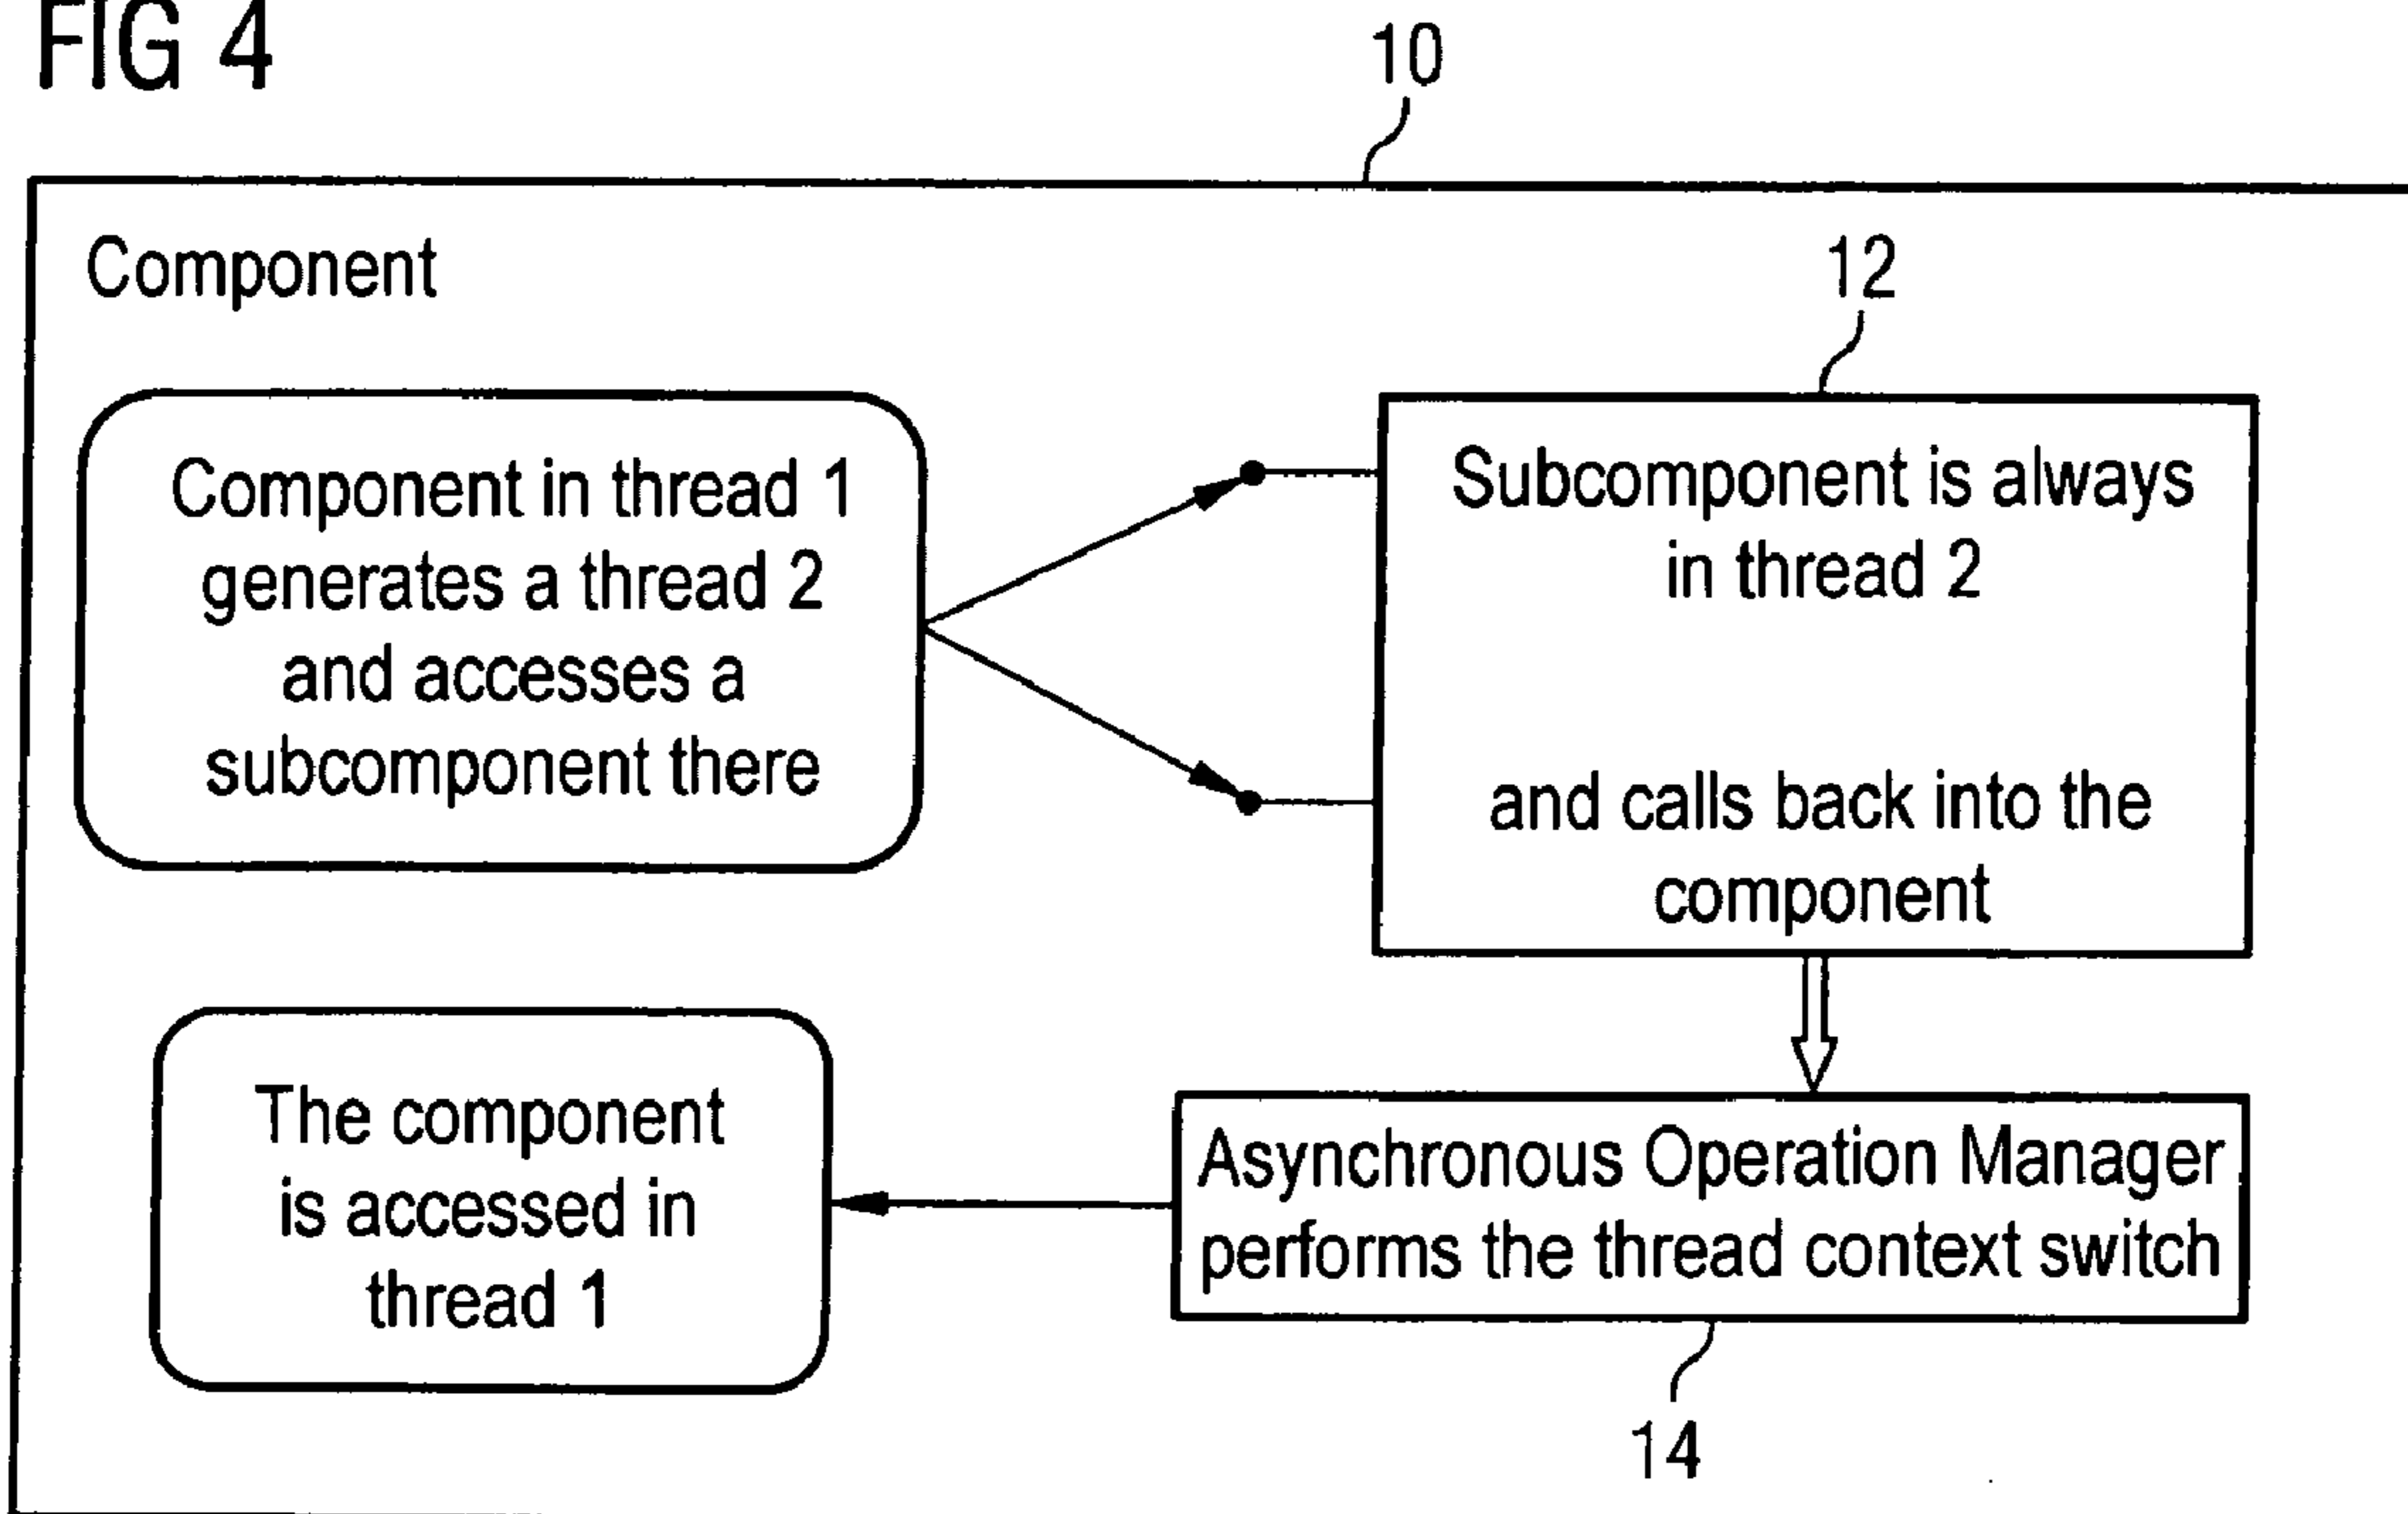 FIG 4
10
Component
12
Component in thread 1
generates a thread 2
and accesses a
subcomponent there
Subcomponent is always
in thread 2
and calls back into the
component
The component
is accessed in
thread 1
Asynchronous Operation Manager
performs the thread context switch
14